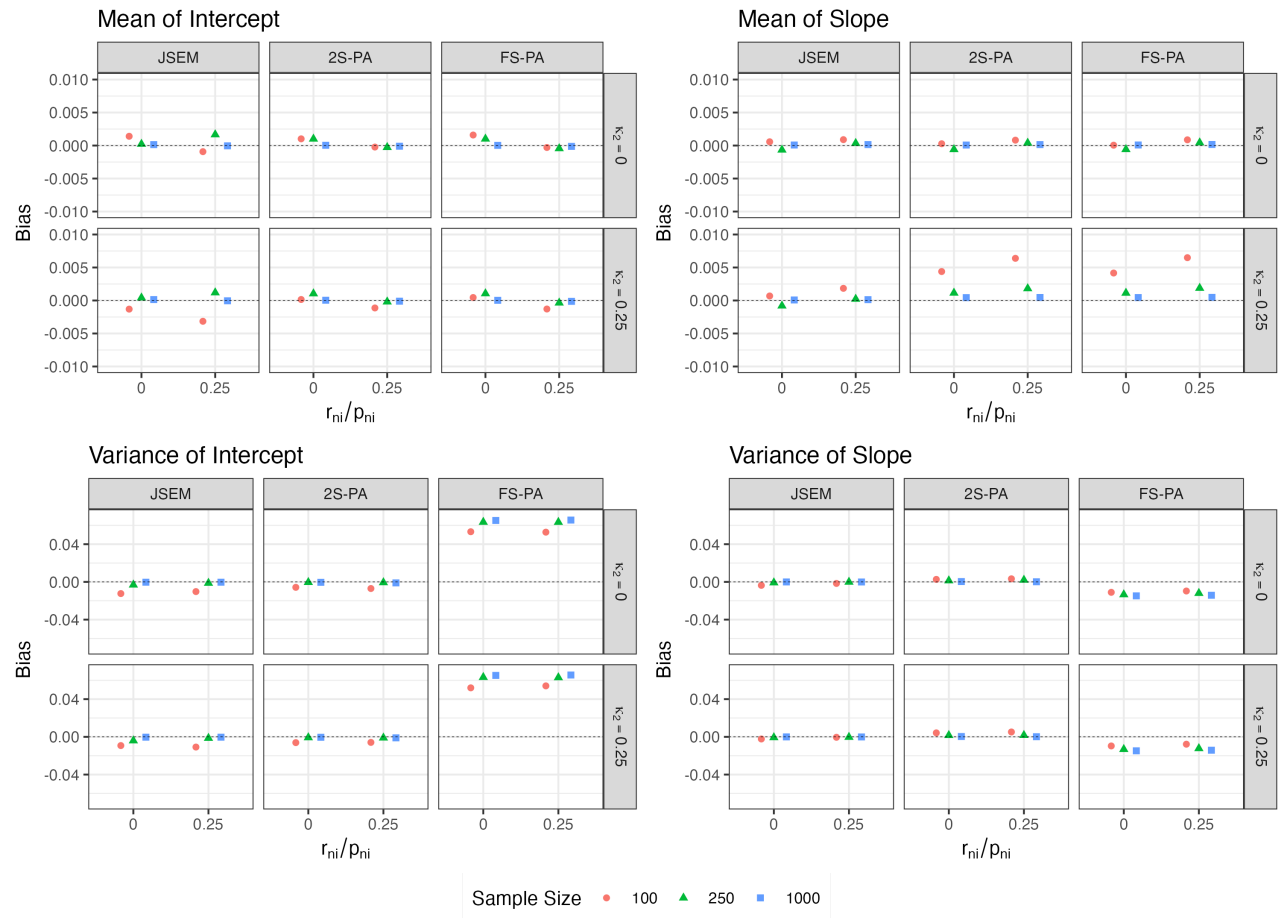 Mean of Intercept
JSEM 2S-PA FS-PA
0.010
0.005
0.000
-0.005
-0.010
κ₂ = 0
0.010
0.005
0.000
-0.005
-0.010
κ₂ = 0.25
Bias
0 0.25 0 0.25 0 0.25
rₙᵢ/pₙᵢ
Mean of Slope
JSEM 2S-PA FS-PA
0.010
0.005
0.000
-0.005
-0.010
κ₂ = 0
0.010
0.005
0.000
-0.005
-0.010
κ₂ = 0.25
Bias
0 0.25 0 0.25 0 0.25
rₙᵢ/pₙᵢ
Variance of Intercept
JSEM 2S-PA FS-PA
0.04
0.00
-0.04
κ₂ = 0
0.04
0.00
-0.04
κ₂ = 0.25
Bias
0 0.25 0 0.25 0 0.25
rₙᵢ/pₙᵢ
Variance of Slope
JSEM 2S-PA FS-PA
0.04
0.00
-0.04
κ₂ = 0
0.04
0.00
-0.04
κ₂ = 0.25
Bias
0 0.25 0 0.25 0 0.25
rₙᵢ/pₙᵢ
Sample Size 100 250 1000